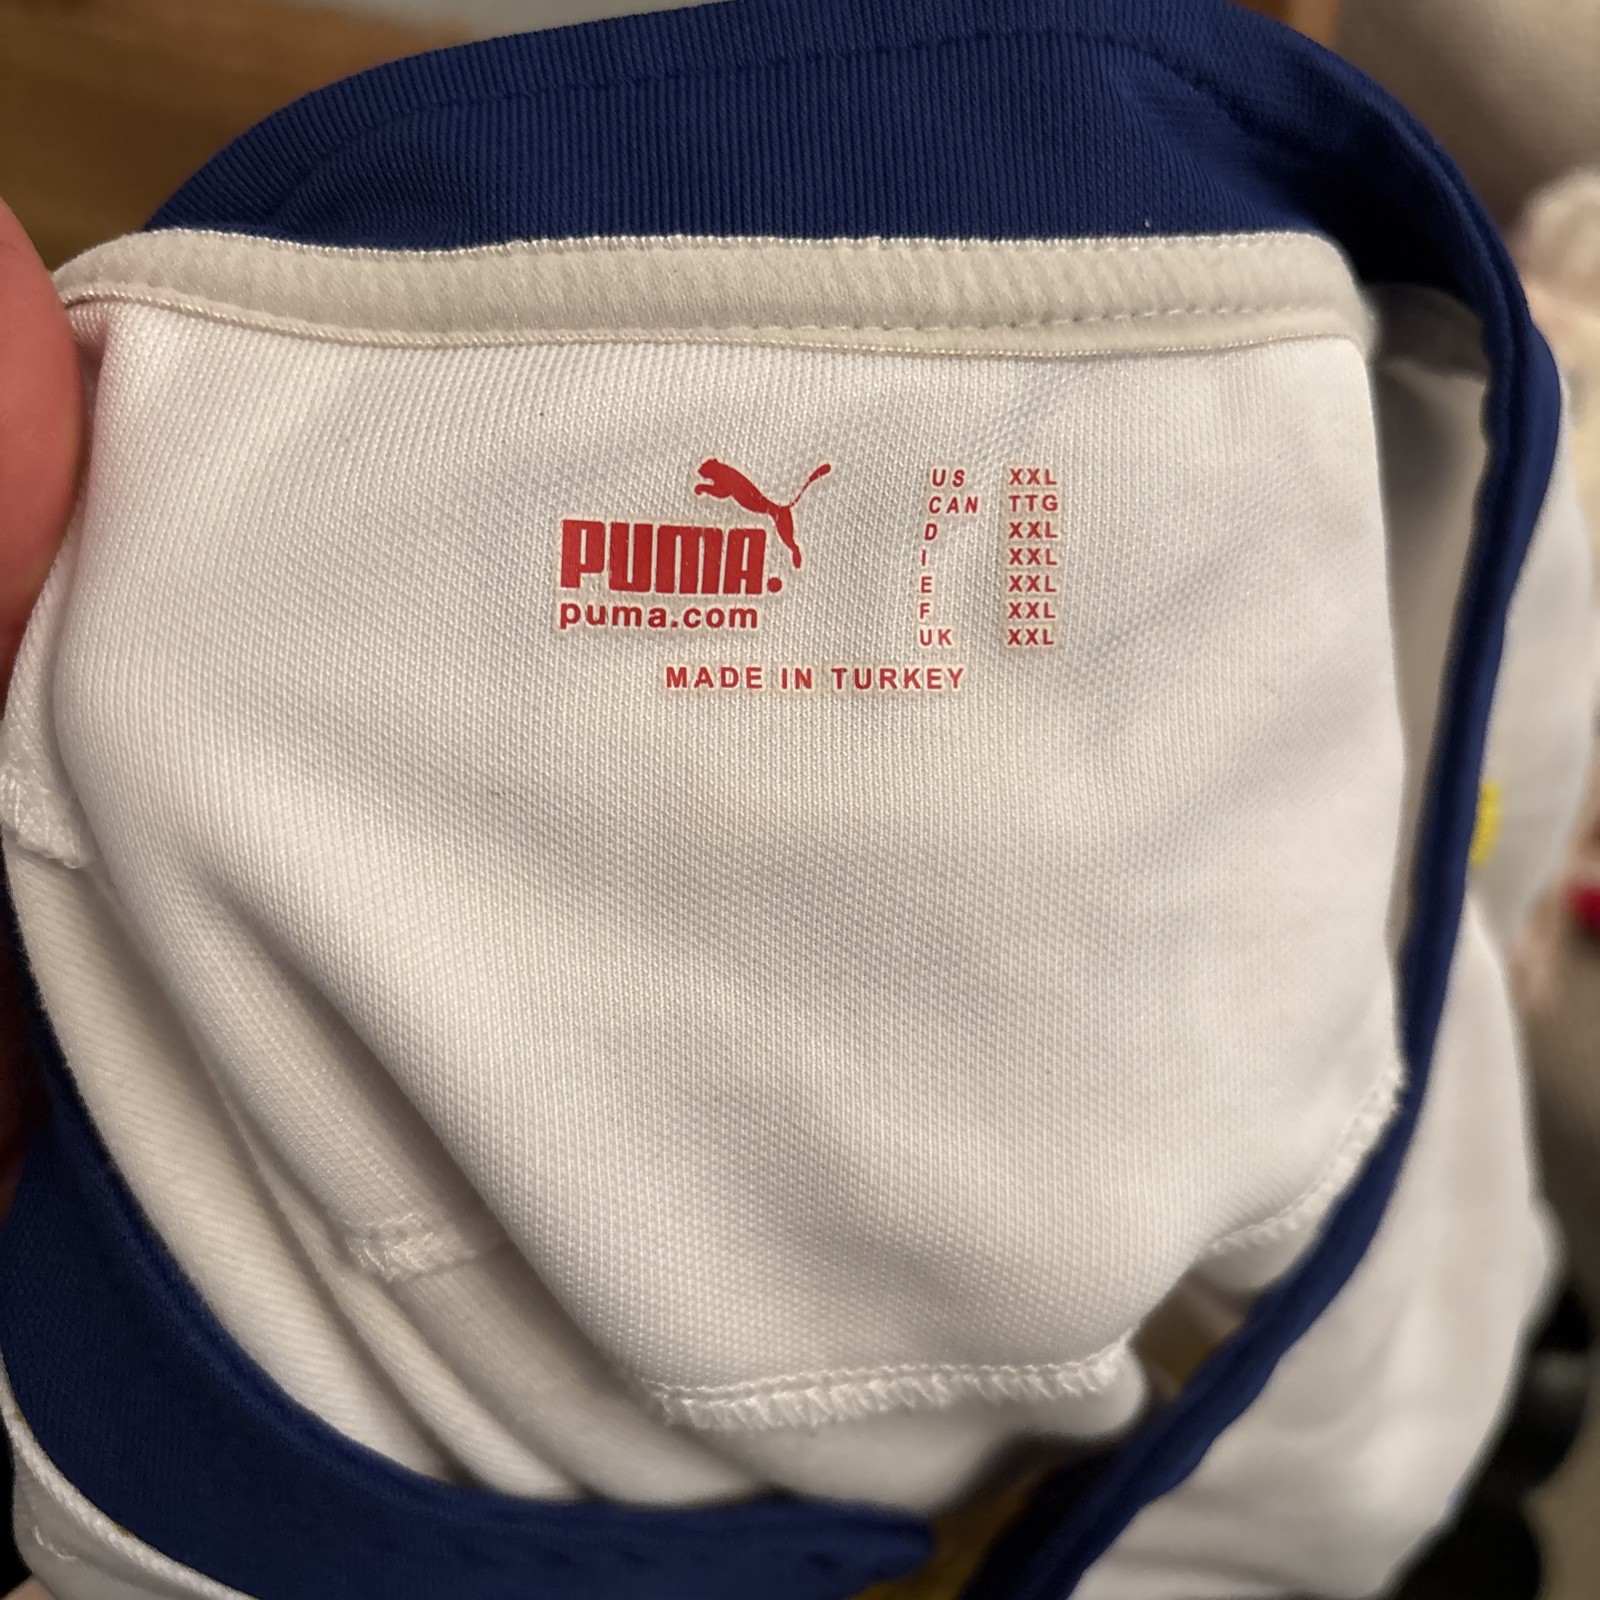 PUMA.
puma.com
US XXL
CAN TTG
D XXL
I XXL
E XXL
F XXL
UK XXL
MADE IN TURKEY